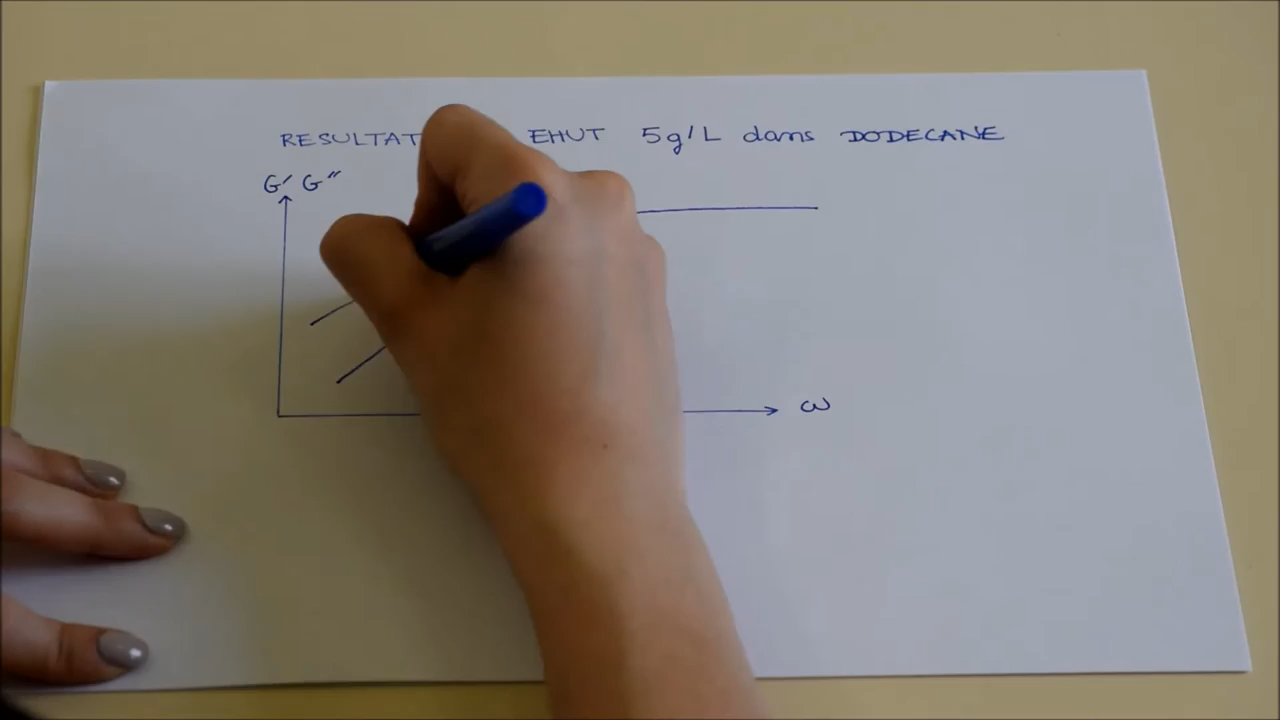 RESULTAT EHUT 5g/L dans DODECANE
G' G"
ω